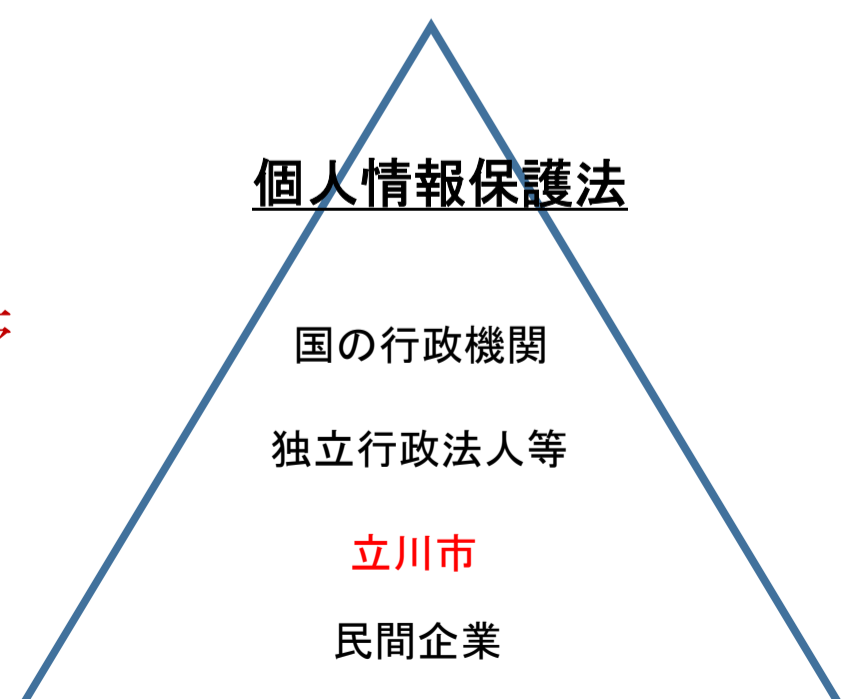 個人情報保護法
国の行政機関
独立行政法人等
立川市
民間企業